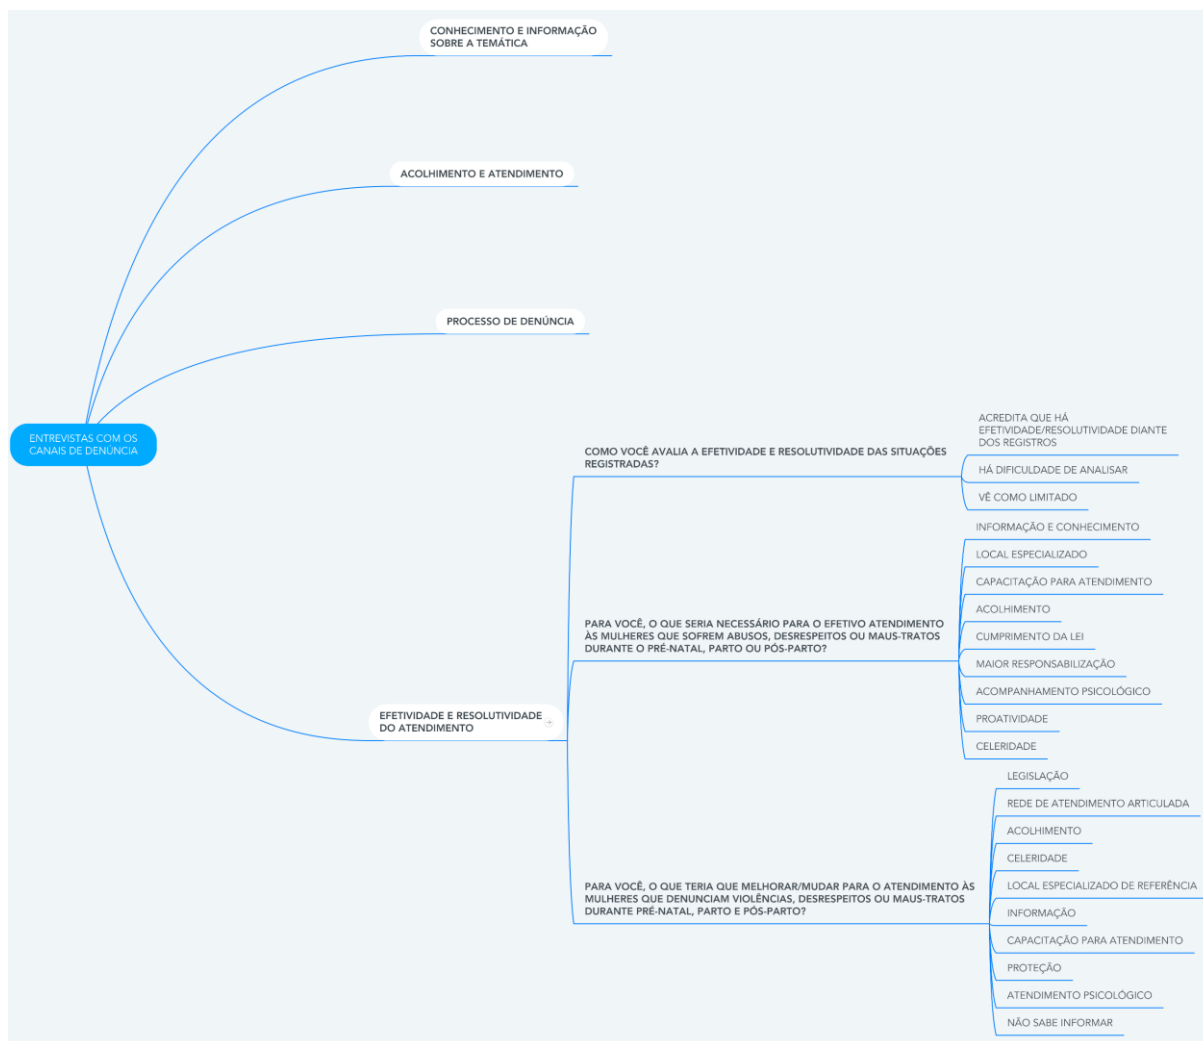 CONHECIMENTO E INFORMAÇÃO
SOBRE A TEMÁTICA
ACOLHIMENTO E ATENDIMENTO
PROCESSO DE DENÚNCIA
ENTREVISTAS COM OS
CANAIS DE DENÚNCIA
EFETIVIDADE E RESOLUTIVIDADE
DO ATENDIMENTO
COMO VOCÊ AVALIA A EFETIVIDADE E RESOLUTIVIDADE DAS SITUAÇÕES
REGISTRADAS?
ACREDITA QUE HÁ
EFETIVIDADE/RESOLUTIVIDADE DIANTE
DOS REGISTROS
HÁ DIFICULDADE DE ANALISAR
VÊ COMO LIMITADO
PARA VOCÊ, O QUE SERIA NECESSÁRIO PARA O EFETIVO ATENDIMENTO
ÀS MULHERES QUE SOFREM ABUSOS, DESRESPEITOS OU MAUS-TRATOS
DURANTE O PRÉ-NATAL, PARTO OU PÓS-PARTO?
INFORMAÇÃO E CONHECIMENTO
LOCAL ESPECIALIZADO
CAPACITAÇÃO PARA ATENDIMENTO
ACOLHIMENTO
CUMPRIMENTO DA LEI
MAIOR RESPONSABILIZAÇÃO
ACOMPANHAMENTO PSICOLÓGICO
PROATIVIDADE
CELERIDADE
PARA VOCÊ, O QUE TERIA QUE MELHORAR/MUDAR PARA O ATENDIMENTO ÀS
MULHERES QUE DENUNCIAM VIOLÊNCIAS, DESRESPEITOS OU MAUS-TRATOS
DURANTE PRÉ-NATAL, PARTO E PÓS-PARTO?
LEGISLAÇÃO
REDE DE ATENDIMENTO ARTICULADA
ACOLHIMENTO
CELERIDADE
LOCAL ESPECIALIZADO DE REFERÊNCIA
INFORMAÇÃO
CAPACITAÇÃO PARA ATENDIMENTO
PROTEÇÃO
ATENDIMENTO PSICOLÓGICO
NÃO SABE INFORMAR